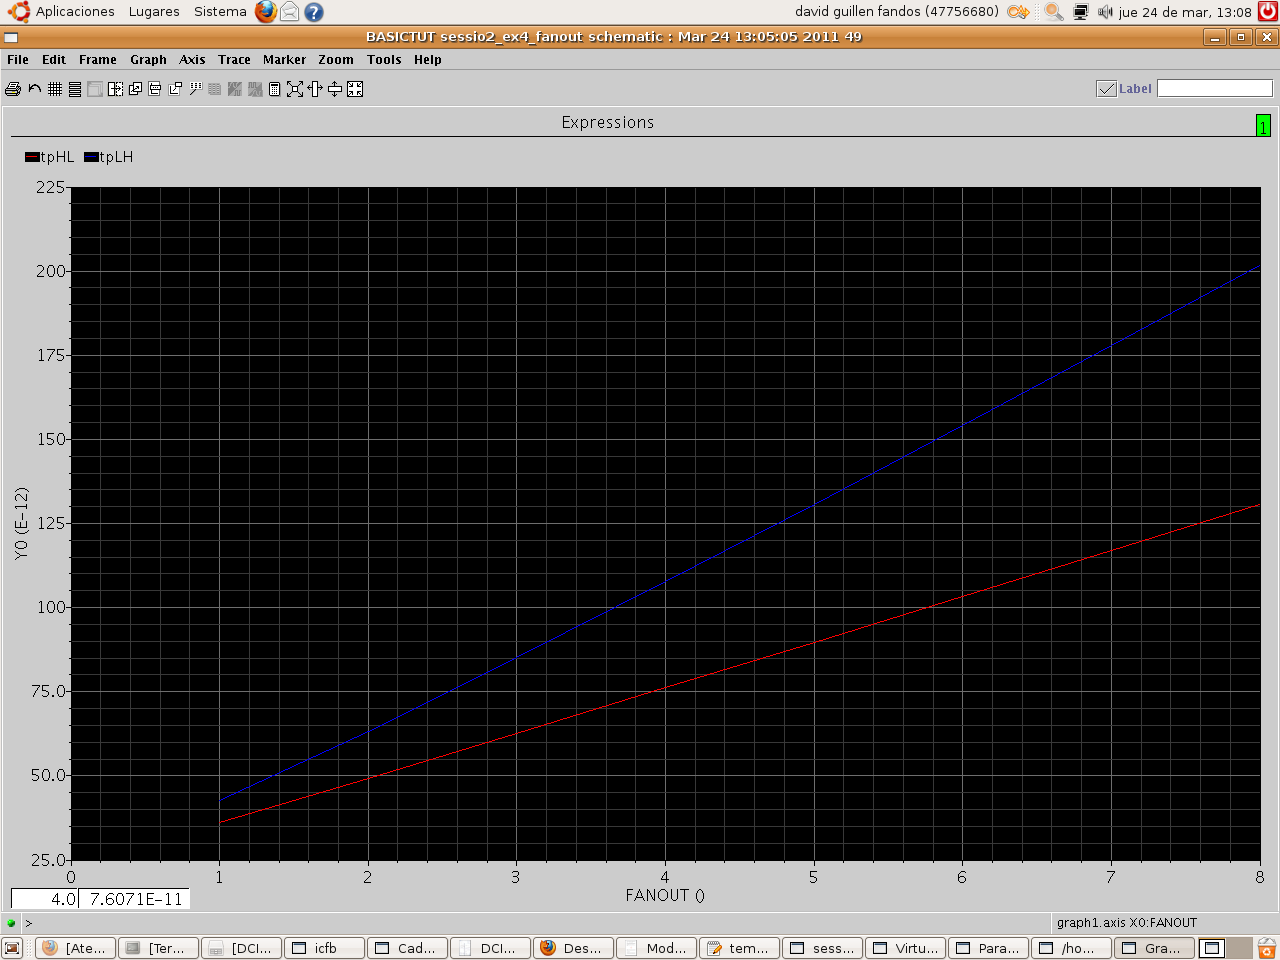 Aplicaciones Lugares Sistema david guillen fandos (47756680) jue 24 de mar, 13:08
BASICTUT sessio2_ex4_fanout schematic : Mar 24 13:05:05 2011 49
File Edit Frame Graph Axis Trace Marker Zoom Tools Help
Label
Expressions
1
tpHL tpLH
225
200
175
150
125
100
75.0
50.0
25.0
Y0 (E-12)
0 1 2 3 4 5 6 7 8
FANOUT ()
4.0 7.6071E-11
> graph1.axis X0:FANOUT
[Ate... [Ter... [DCI... icfb Cad... DCI... Des... Mod... tem... sess... Virtu... Para... /ho... Gra...